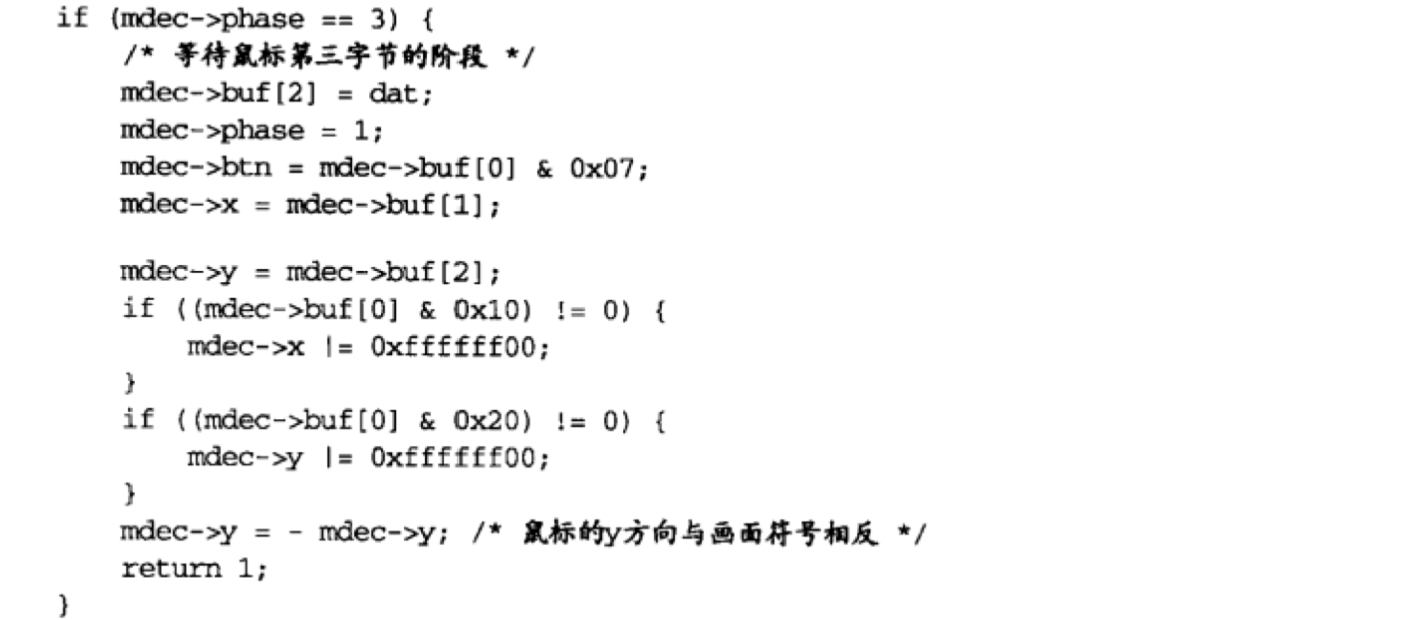 if (mdec->phase == 3) {
/* 等待鼠标第三字节的阶段 */
mdec->buf[2] = dat;
mdec->phase = 1;
mdec->btn = mdec->buf[0] & 0x07;
mdec->x = mdec->buf[1];
mdec->y = mdec->buf[2];
if ((mdec->buf[0] & 0x10) != 0) {
mdec->x |= 0xffffff00;
}
if ((mdec->buf[0] & 0x20) != 0) {
mdec->y |= 0xffffff00;
}
mdec->y = - mdec->y; /* 鼠标的y方向与画面符号相反 */
return 1;
}